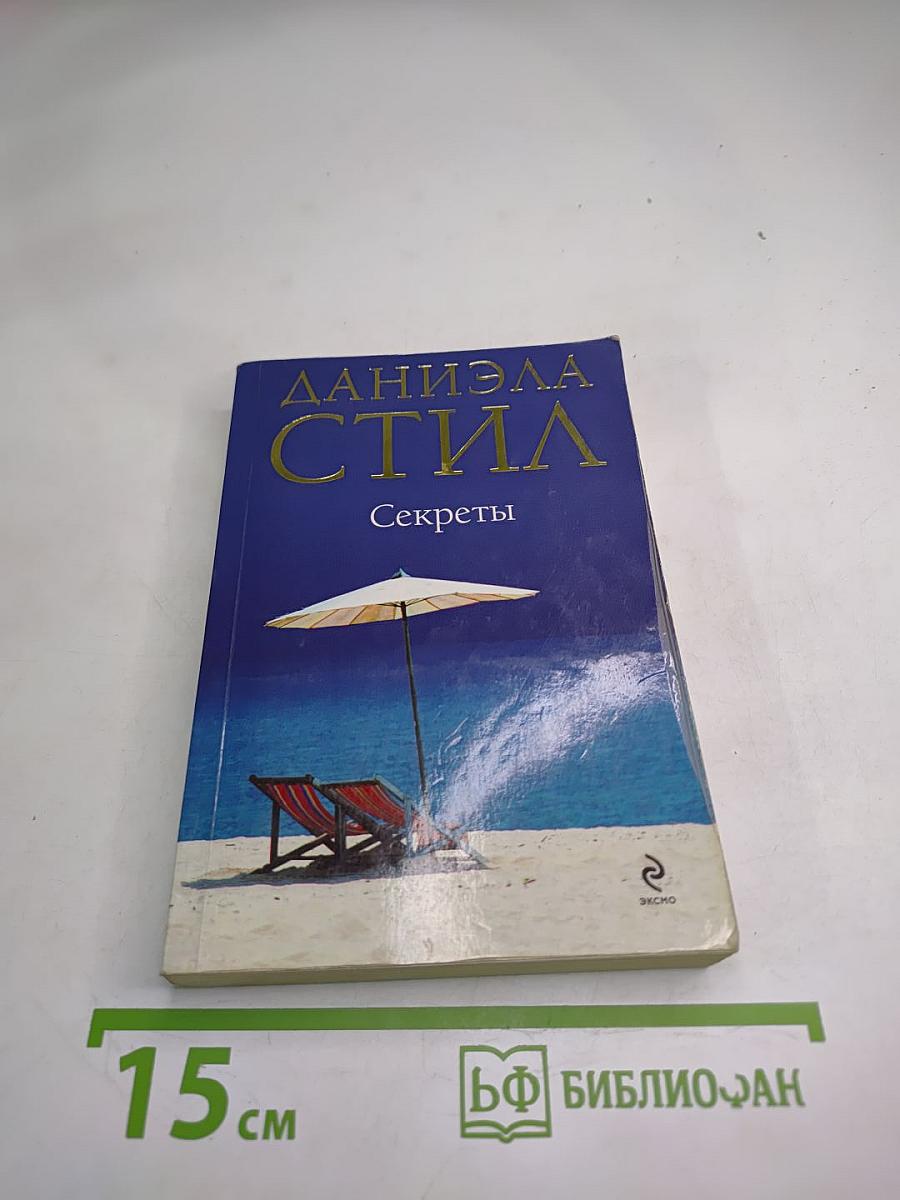 ДАНИЭЛА
СТИЛ
Секреты
ЭКСМО
15 см
БФ БИБЛИОФАН